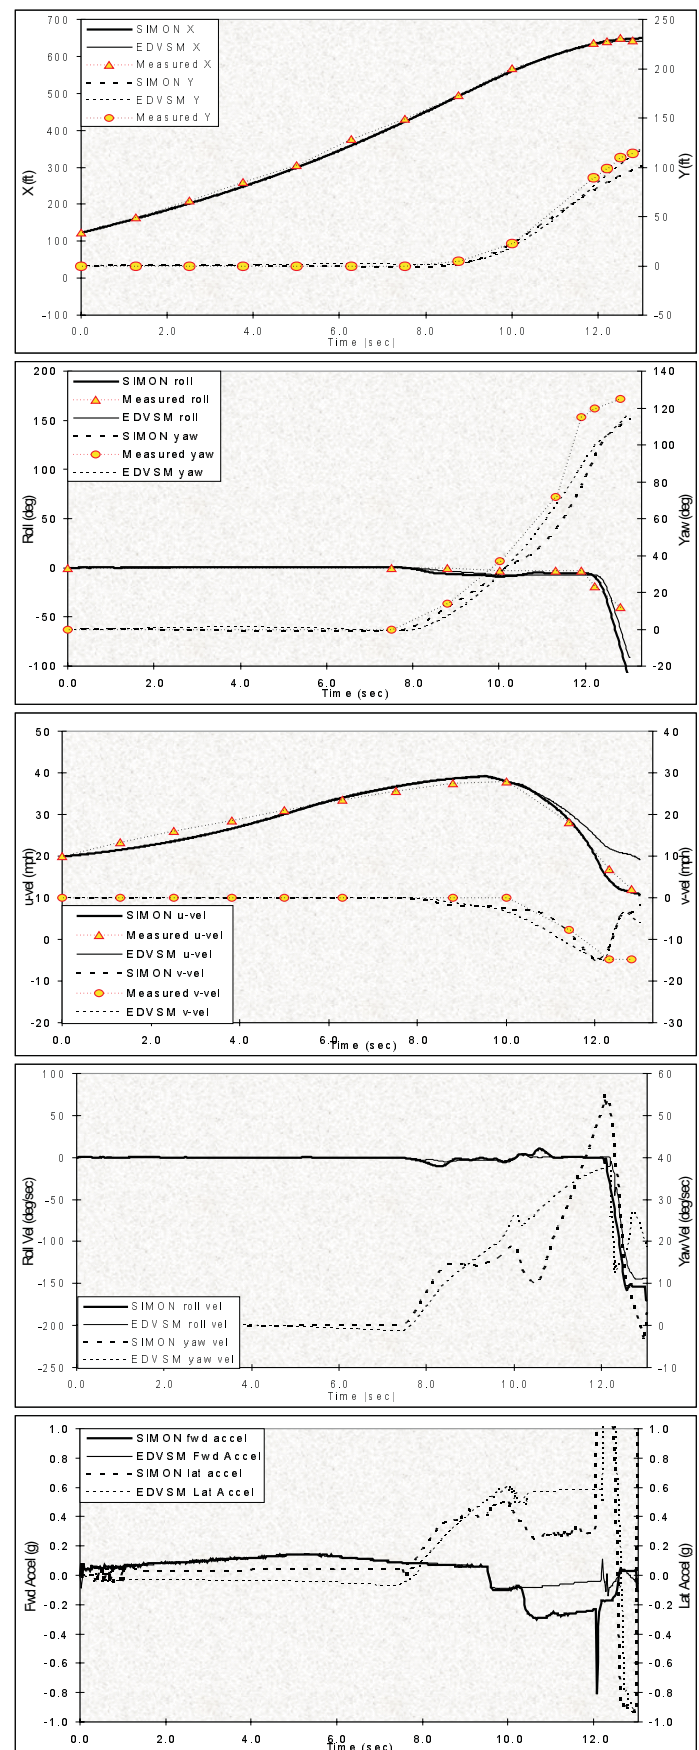 700
600
500
400
300
200
100
0
-100
X (ft)
SIMON X
EDVSM X
Measured X
SIMON Y
EDVSM Y
Measured Y
250
200
150
100
50
0
-50
Y (ft)
0.0 2.0 4.0 6.0 8.0 10.0 12.0
Time (sec)
200
150
100
50
0
-50
-100
Roll (deg)
SIMON roll
Measured roll
EDVSM roll
SIMON yaw
Measured yaw
EDVSM yaw
140
120
100
80
60
40
20
0
-20
Yaw (deg)
0.0 2.0 4.0 6.0 8.0 10.0 12.0
Time (sec)
50
40
30
20
10
0
-10
-20
u-vel (mph)
SIMON u-vel
Measured u-vel
EDVSM u-vel
SIMON v-vel
Measured v-vel
EDVSM v-vel
40
30
20
10
0
-10
-20
-30
v-vel (mph)
0.0 2.0 4.0 6.0 8.0 10.0 12.0
Time (sec)
100
50
0
-50
-100
-150
-200
-250
Roll Vel (deg/sec)
SIMON roll vel
EDVSM roll vel
SIMON yaw vel
EDVSM yaw vel
60
50
40
30
20
10
0
-10
Yaw Vel (deg/sec)
0.0 2.0 4.0 6.0 8.0 10.0 12.0
Time (sec)
1.0
0.8
0.6
0.4
0.2
0.0
-0.2
-0.4
-0.6
-0.8
-1.0
Fwd Accel (g)
SIMON fwd accel
EDVSM Fwd Accel
SIMON lat accel
EDVSM Lat Accel
1.0
0.8
0.6
0.4
0.2
0.0
-0.2
-0.4
-0.6
-0.8
-1.0
Lat Accel (g)
0.0 2.0 4.0 6.0 8.0 10.0 12.0
Time (sec)